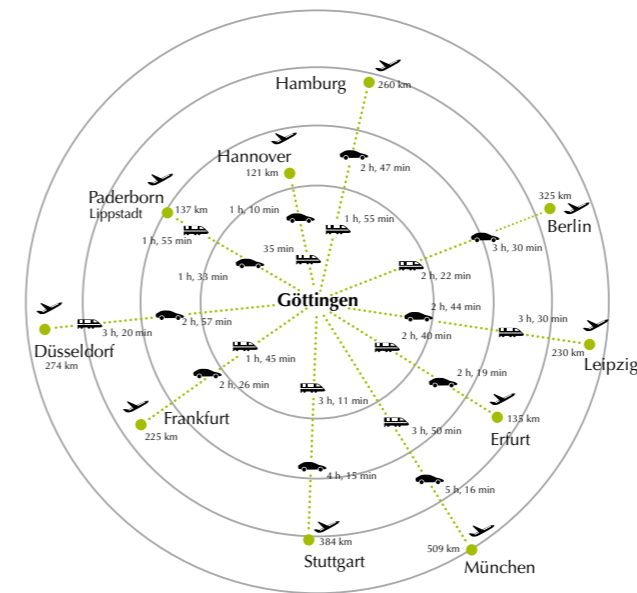 Hamburg
260 km
Hannover
121 km
2 h, 47 min
Paderborn
Lippstadt
137 km
1 h, 10 min
1 h, 55 min
325 km
Berlin
1 h, 55 min
35 min
3 h, 30 min
1 h, 33 min
2 h, 22 min
Göttingen
2 h, 44 min
3 h, 30 min
3 h, 20 min
2 h, 57 min
2 h, 40 min
Düsseldorf
274 km
230 km
Leipzig
1 h, 45 min
2 h, 19 min
2 h, 26 min
3 h, 11 min
Frankfurt
225 km
135 km
Erfurt
3 h, 50 min
4 h, 15 min
5 h, 16 min
384 km
Stuttgart
509 km
München